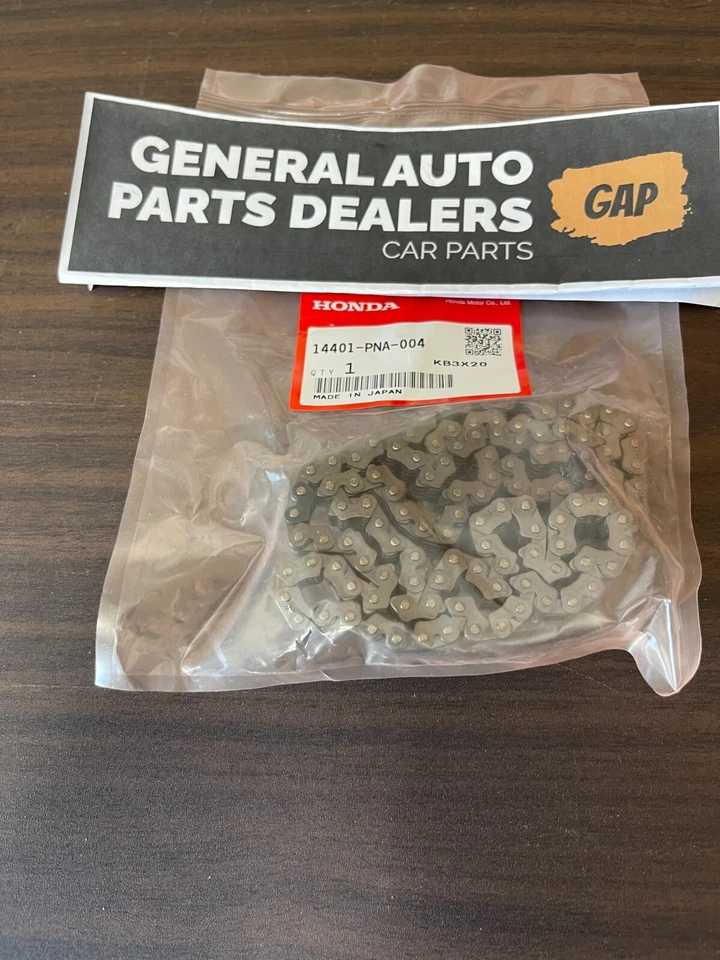 GENERAL AUTO
PARTS DEALERS
CAR PARTS
GAP
HONDA
Honda Motor Co., Ltd.
14401-PNA-004
KB3X20
QTY 1
MADE IN JAPAN